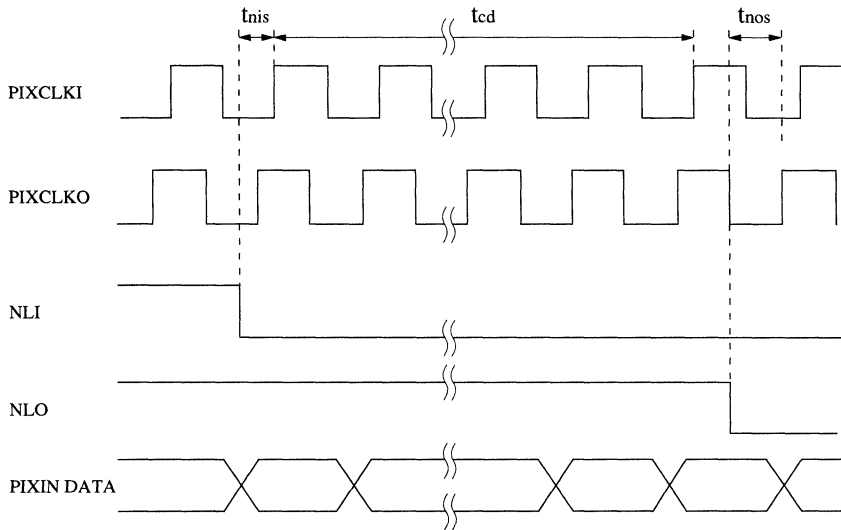 tnis tcd tnos
PIXCLKI
PIXCLKO
NLI
NLO
PIXIN DATA